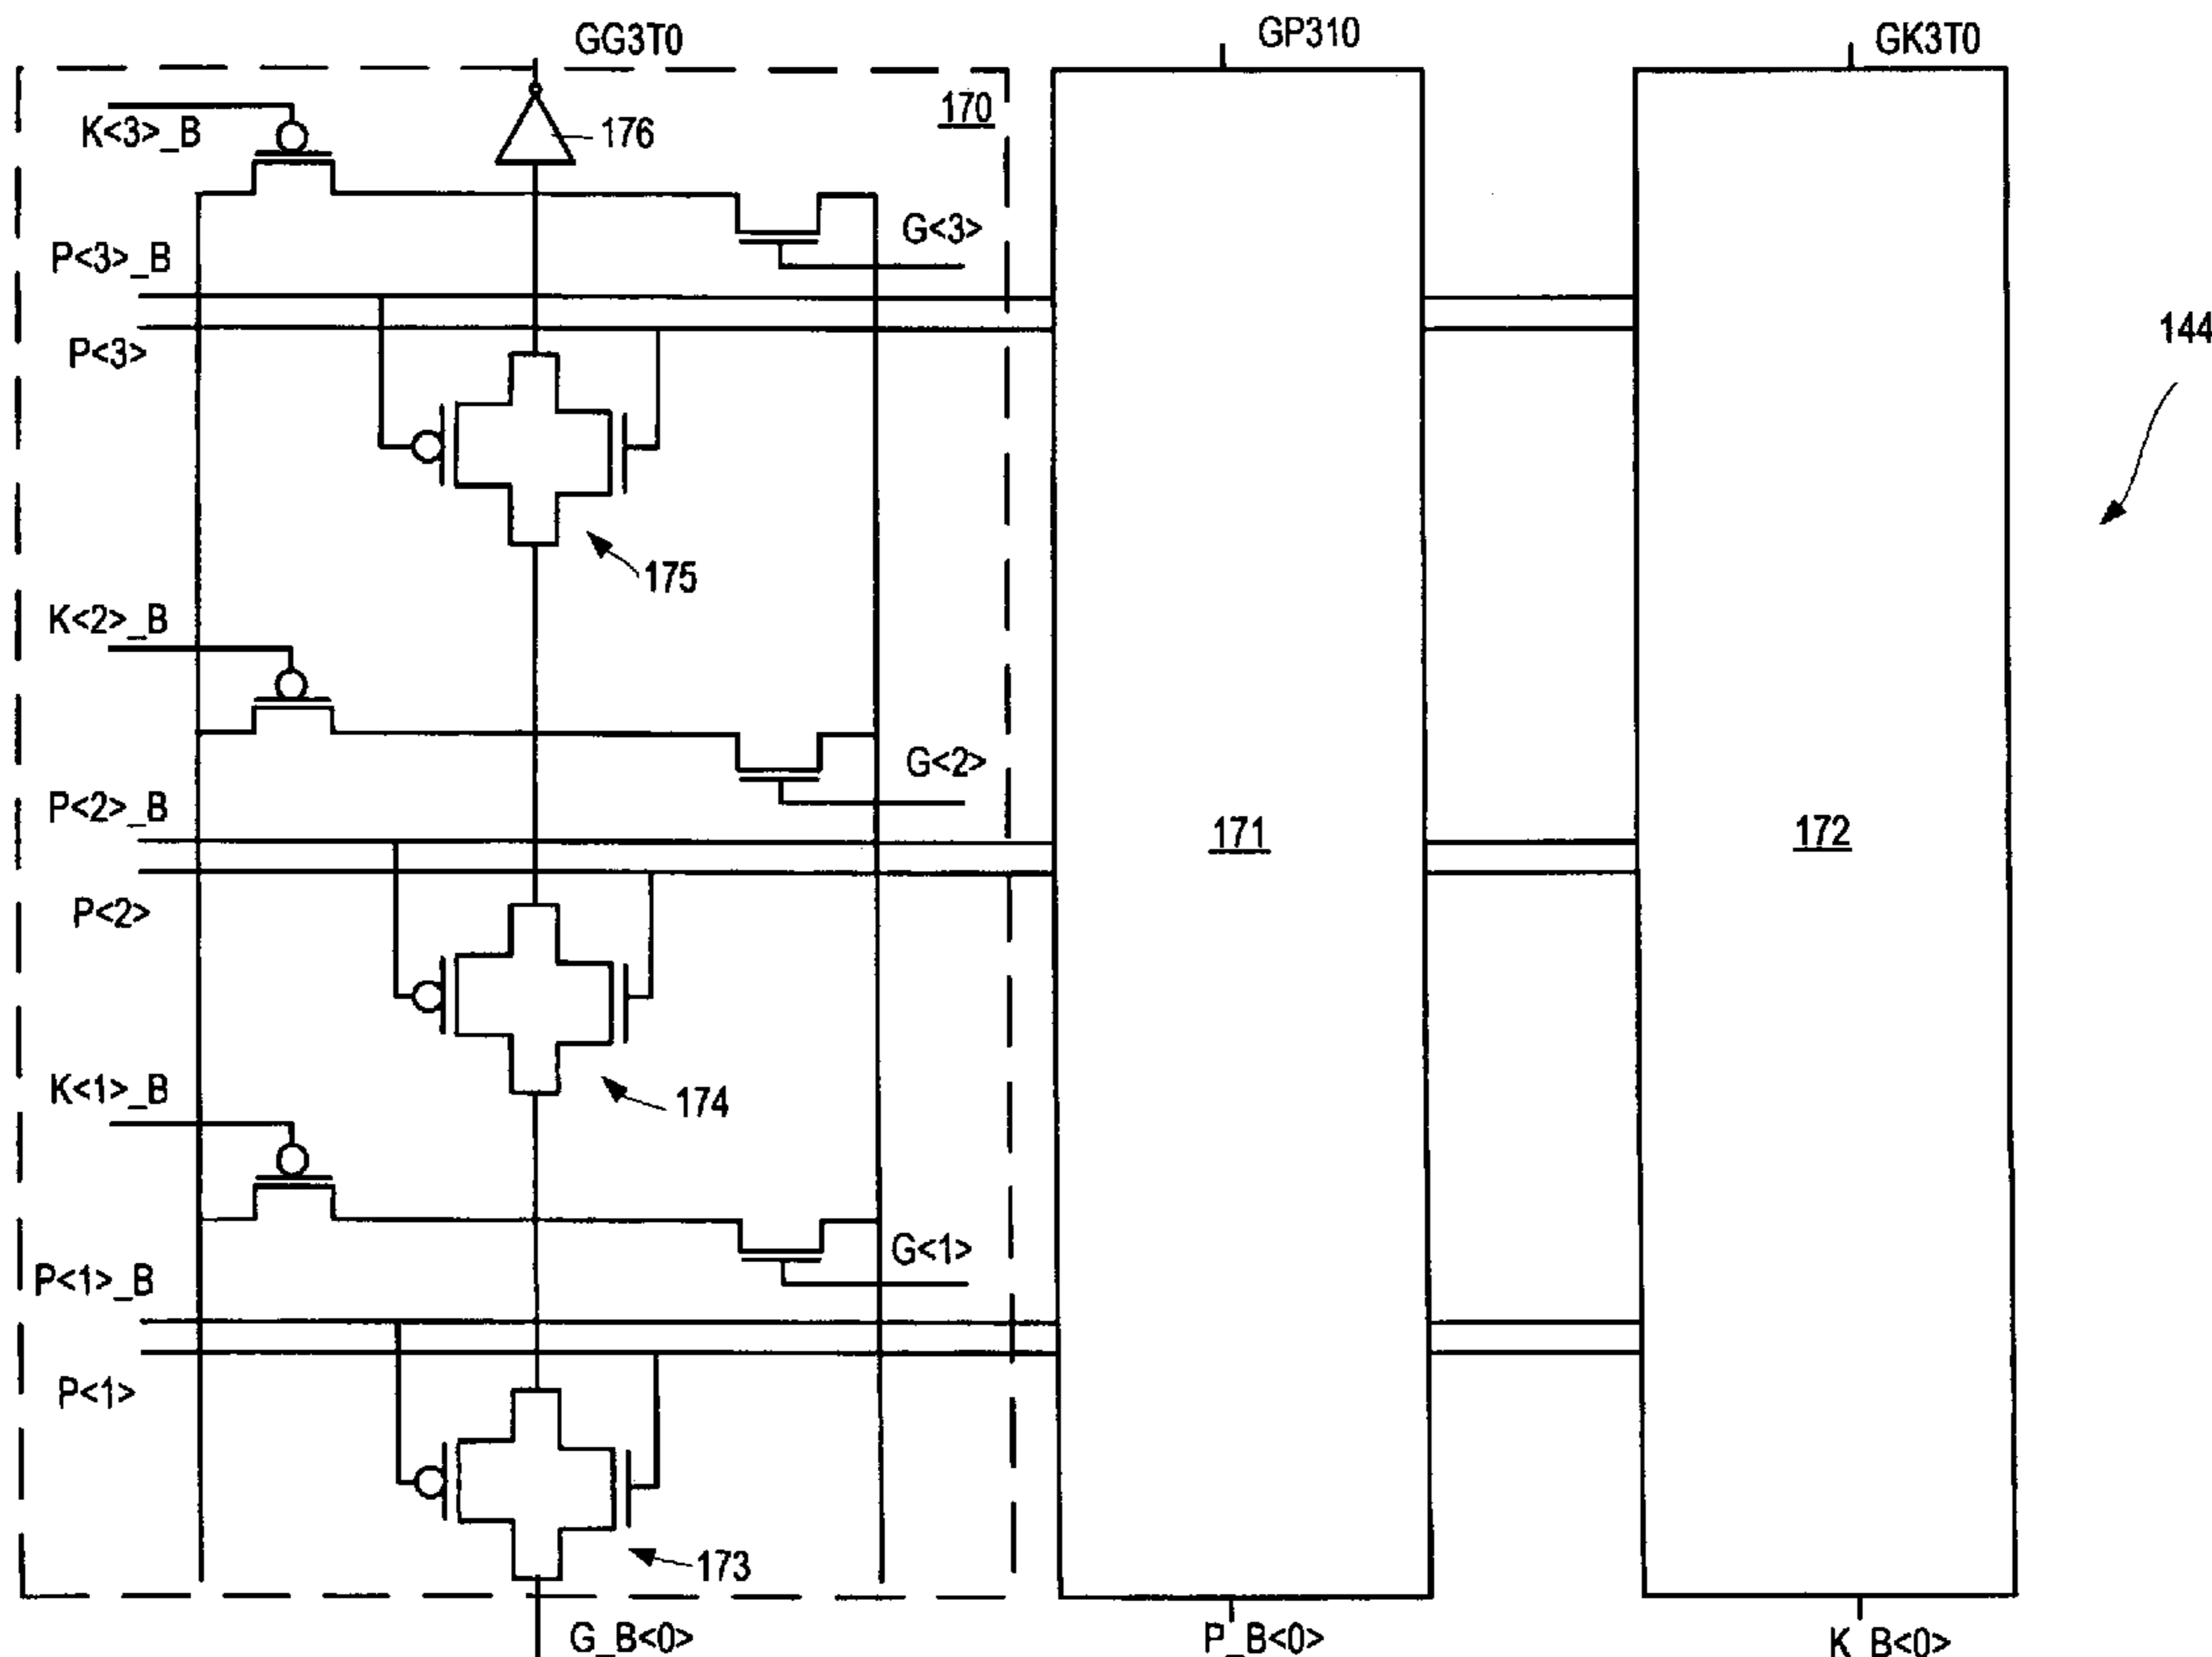 GG3T0
GP310
GK3T0
K<3>_B
176
170
G<3>
P<3>_B
P<3>
144
175
K<2>_B
G<2>
P<2>_B
171
172
P<2>
K<1>_B
174
G<1>
P<1>_B
P<1>
173
G_B<0>
P_B<0>
K_B<0>